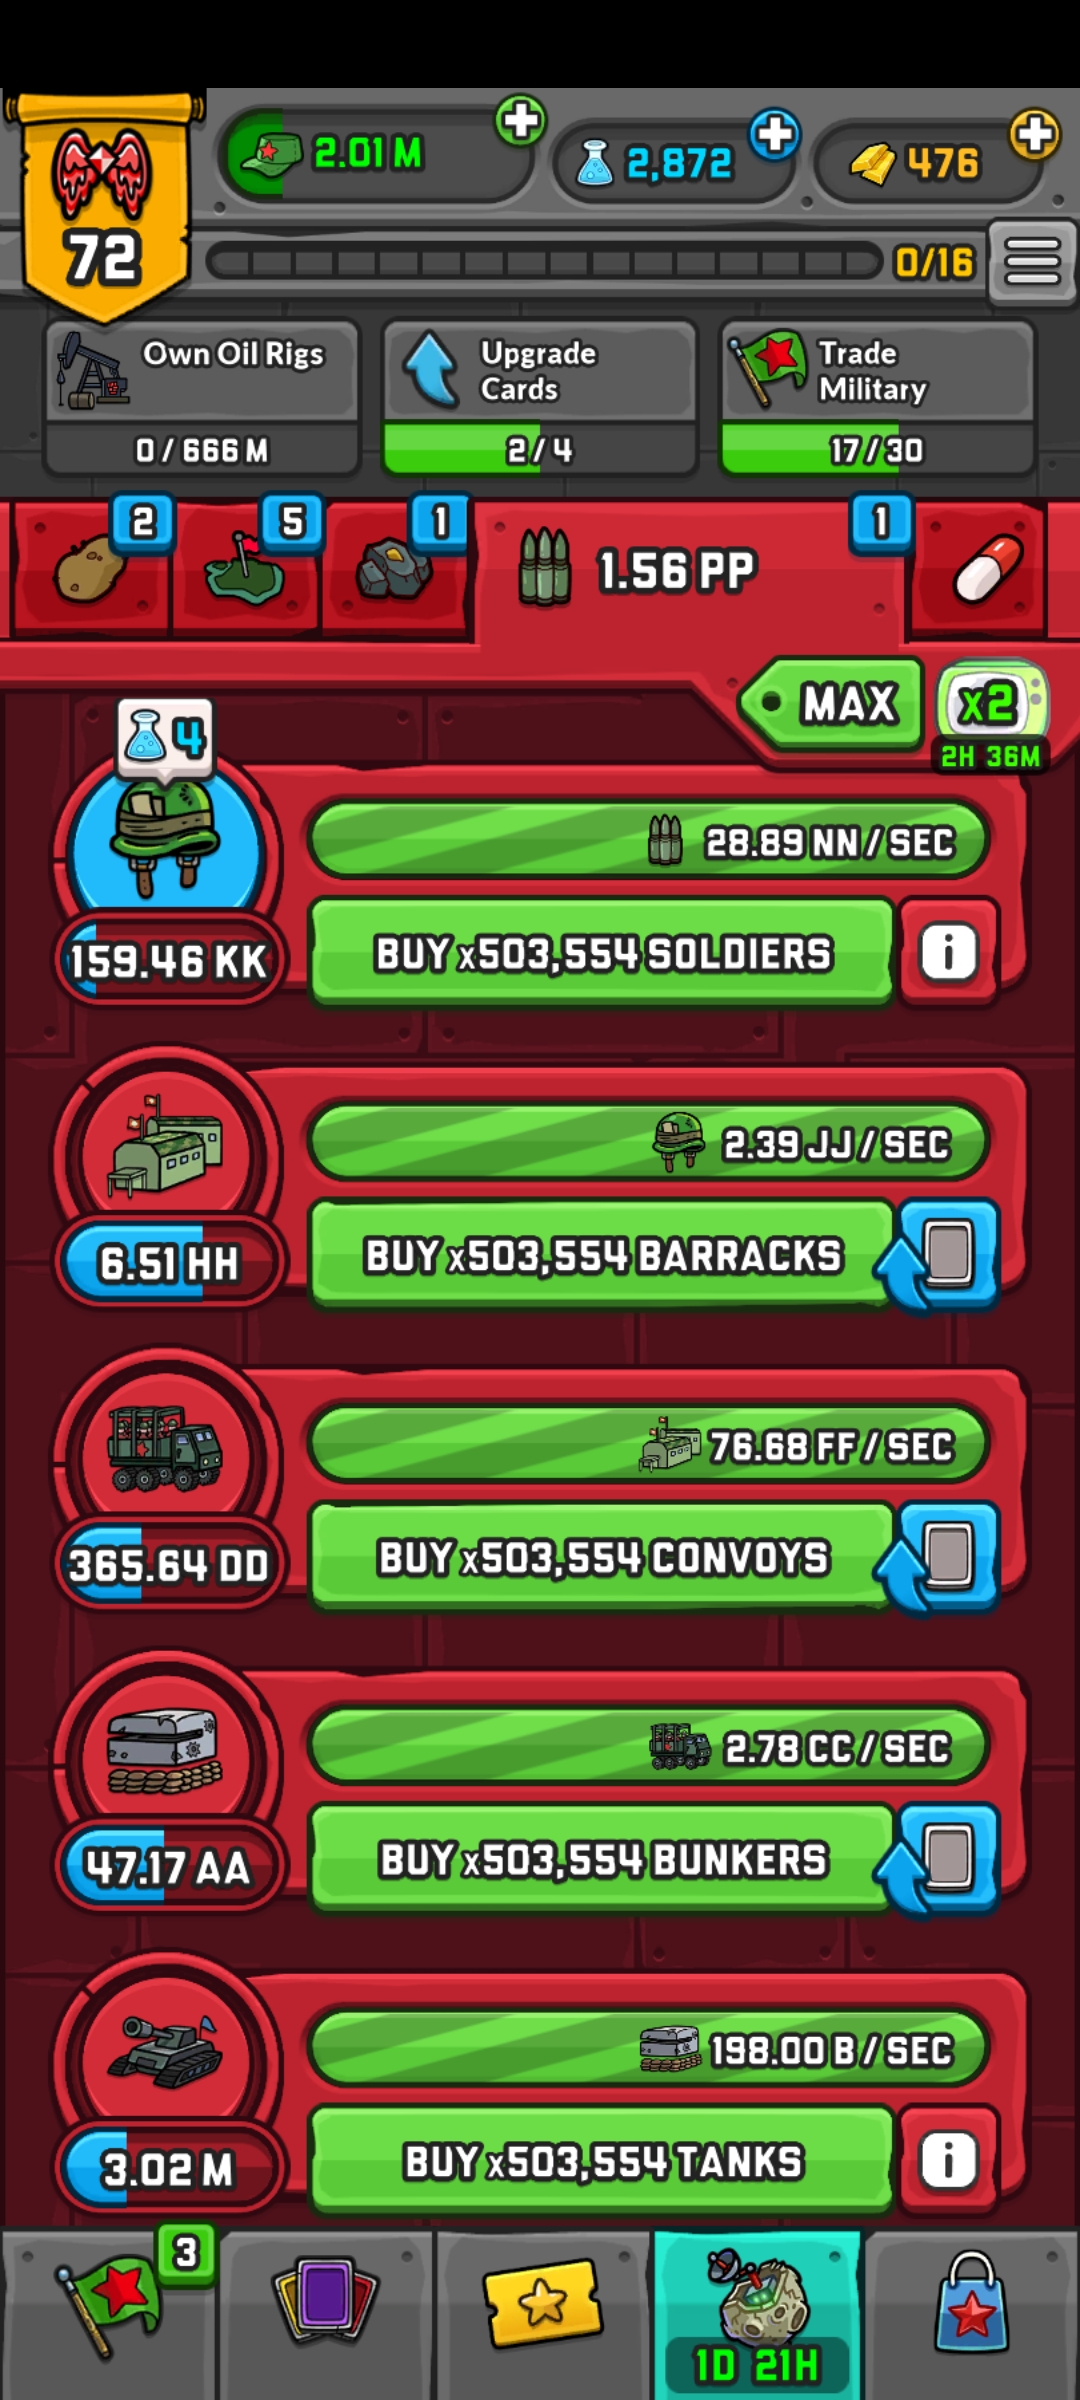 2.01 M
2,872
476
72
0/16
Own Oil Rigs
0 / 666 M
Upgrade
Cards
2 / 4
Trade
Military
17 / 30
2
5
1
1.56 PP
1
MAX
x2
2H 36M
4
28.89 NN / SEC
159.46 KK
BUY x503,554 SOLDIERS
i
2.39 JJ / SEC
6.51 HH
BUY x503,554 BARRACKS
76.68 FF / SEC
365.64 DD
BUY x503,554 CONVOYS
2.78 CC / SEC
47.17 AA
BUY x503,554 BUNKERS
198.00 B / SEC
3.02 M
BUY x503,554 TANKS
i
3
1D 21H